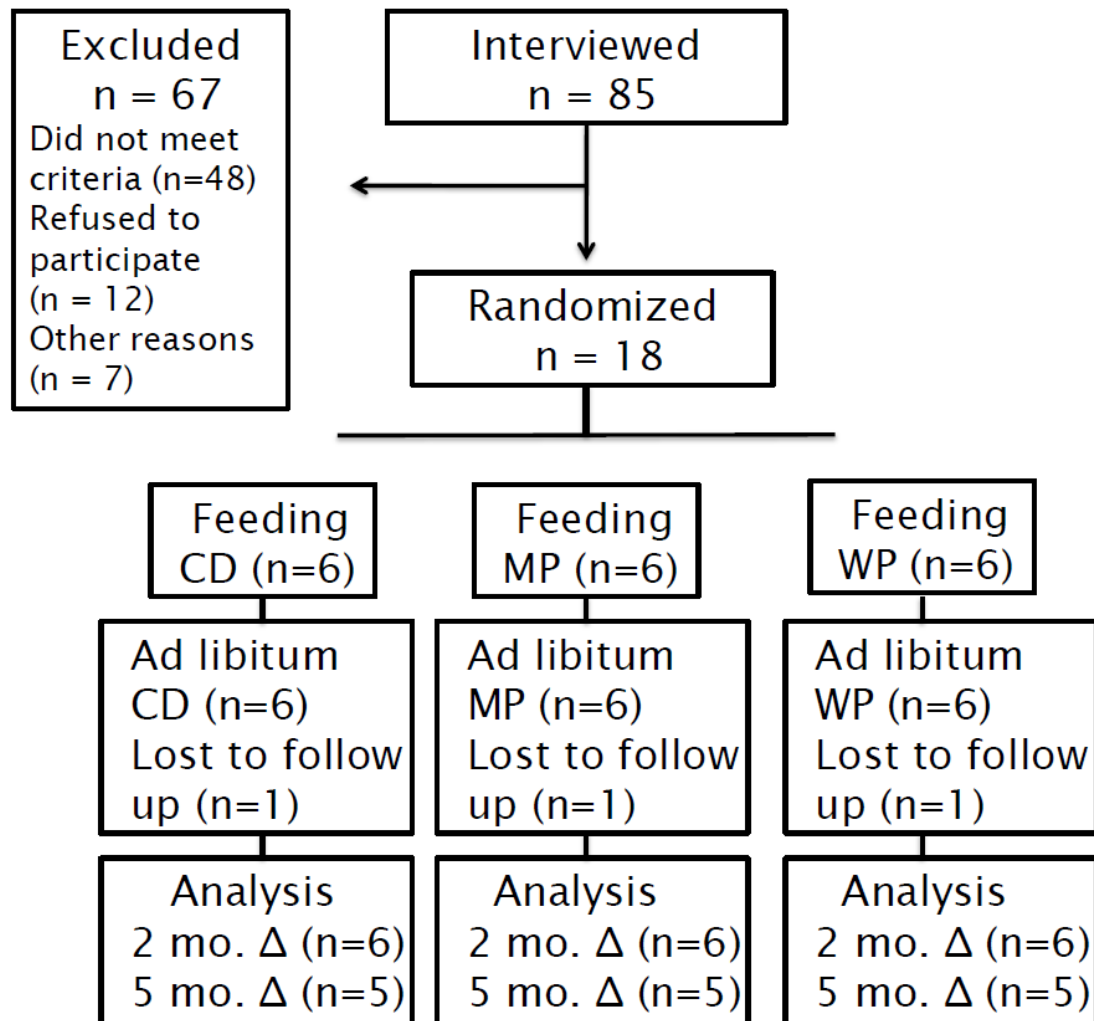 Excluded
n = 67
Did not meet
criteria (n=48)
Refused to
participate
(n = 12)
Other reasons
(n = 7)
Interviewed
n = 85
Randomized
n = 18
Feeding
CD (n=6)
Feeding
MP (n=6)
Feeding
WP (n=6)
Ad libitum
CD (n=6)
Lost to follow
up (n=1)
Ad libitum
MP (n=6)
Lost to follow
up (n=1)
Ad libitum
WP (n=6)
Lost to follow
up (n=1)
Analysis
2 mo. Δ (n=6)
5 mo. Δ (n=5)
Analysis
2 mo. Δ (n=6)
5 mo. Δ (n=5)
Analysis
2 mo. Δ (n=6)
5 mo. Δ (n=5)